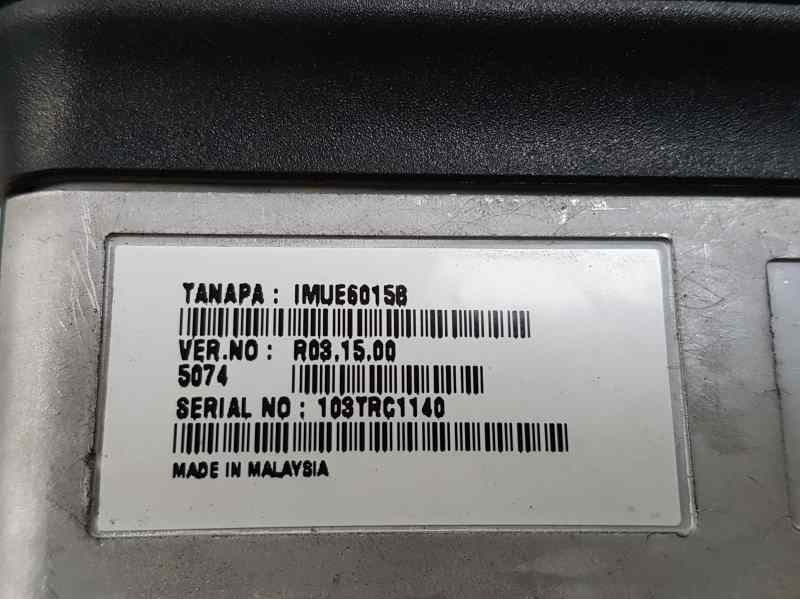 TANAPA : IMUE6015B
VER.NO : R03.15.00
5074
SERIAL NO : 103TRC1140
MADE IN MALAYSIA